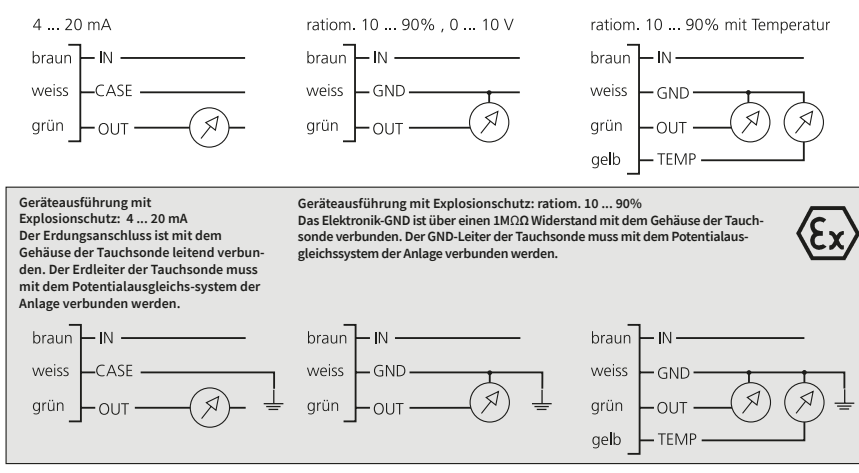 4 ... 20 mA
braun IN
weiss CASE
grün OUT
ratiom. 10 ... 90% , 0 ... 10 V
braun IN
weiss GND
grün OUT
ratiom. 10 ... 90% mit Temperatur
braun IN
weiss GND
grün OUT
gelb TEMP
Geräteausführung mit
Explosionschutz: 4 ... 20 mA
Der Erdungsanschluss ist mit dem
Gehäuse der Tauchsonde leitend verbun-
den. Der Erdleiter der Tauchsonde muss
mit dem Potentialausgleichs-system der
Anlage verbunden werden.
Geräteausführung mit Explosionschutz: ratiom. 10 ... 90%
Das Elektronik-GND ist über einen 1MΩΩ Widerstand mit dem Gehäuse der Tauch-
sonde verbunden. Der GND-Leiter der Tauchsonde muss mit dem Potentialaus-
gleichssystem der Anlage verbunden werden.
Ex
braun IN
weiss CASE
grün OUT
braun IN
weiss GND
grün OUT
braun IN
weiss GND
grün OUT
gelb TEMP